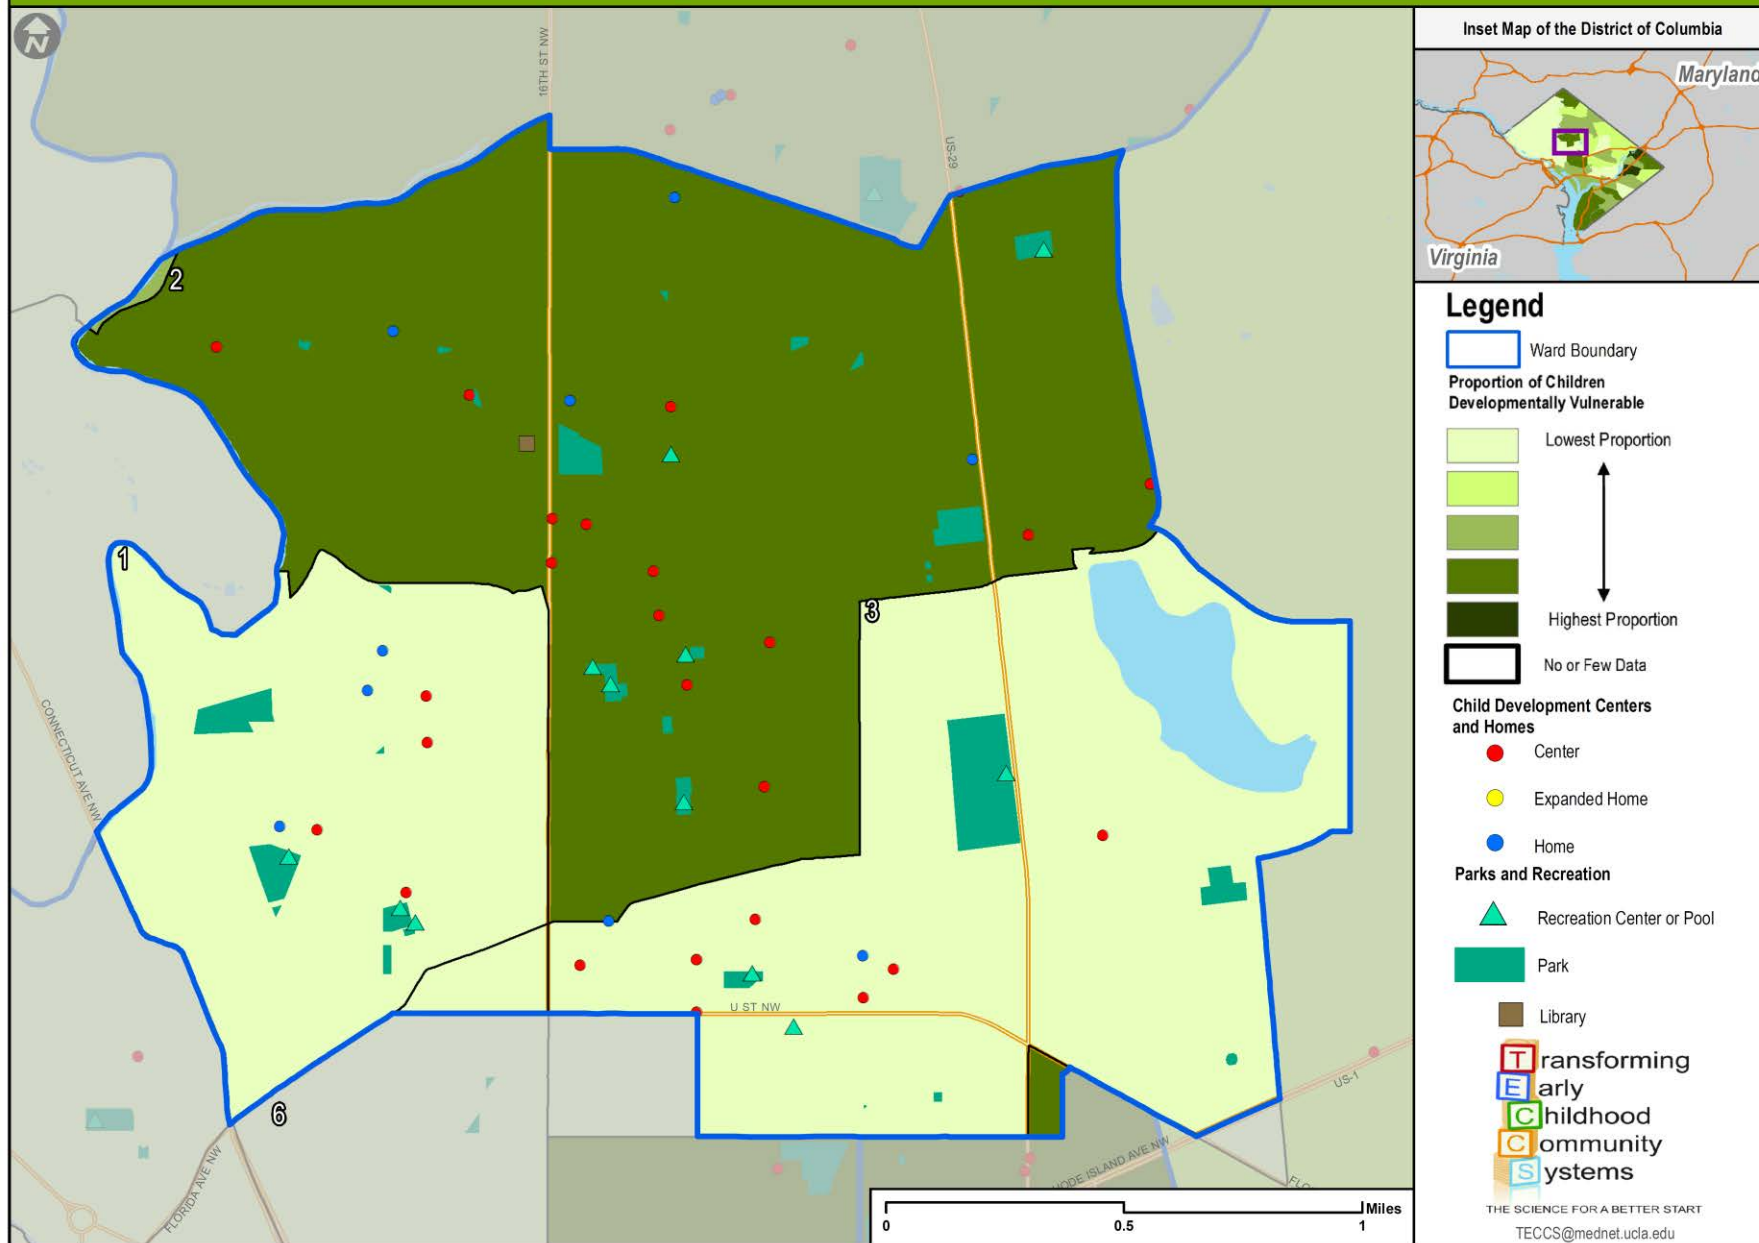 N
16TH ST NW
US-29
2
1
3
CONNECTICUT AVE NW
U ST NW
6
FLORIDA AVE NW
US-1
HODE ISLAND AVE NW
FLO
0
0.5
1
Miles
Inset Map of the District of Columbia
Maryland
Virginia
Legend
Ward Boundary
Proportion of Children
Developmentally Vulnerable
Lowest Proportion
Highest Proportion
No or Few Data
Child Development Centers
and Homes
Center
Expanded Home
Home
Parks and Recreation
Recreation Center or Pool
Park
Library
Transforming
Early
Childhood
Community
Systems
THE SCIENCE FOR A BETTER START
TECCS@mednet.ucla.edu